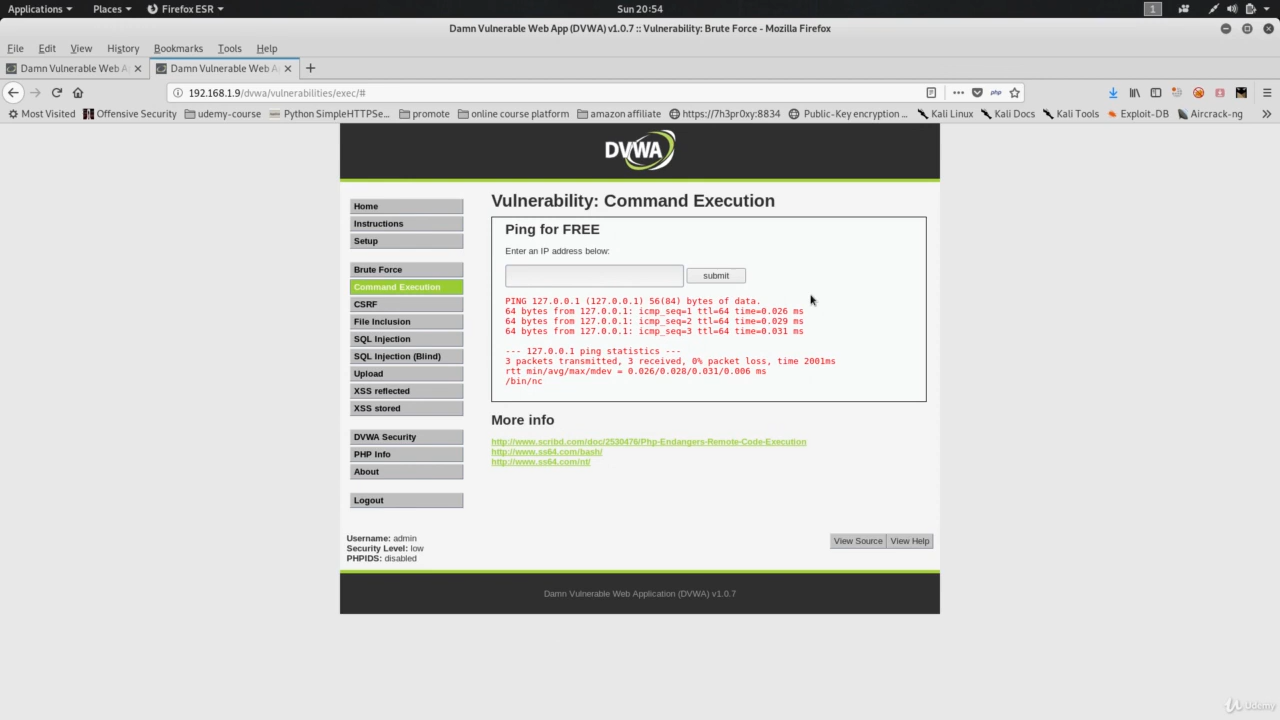 Applications Places Firefox ESR Sun 20:54 1
Damn Vulnerable Web App (DVWA) v1.0.7 :: Vulnerability: Brute Force - Mozilla Firefox
File Edit View History Bookmarks Tools Help
Damn Vulnerable Web A Damn Vulnerable Web A
192.168.1.9/dvwa/vulnerabilities/exec/# php
Most Visited Offensive Security udemy-course Python SimpleHTTPSe... promote online course platform amazon affiliate https://7h3pr0xy:8834 Public-Key encryption ... Kali Linux Kali Docs Kali Tools Exploit-DB Aircrack-ng
DVWA
Home
Instructions
Setup
Brute Force
Command Execution
CSRF
File Inclusion
SQL Injection
SQL Injection (Blind)
Upload
XSS reflected
XSS stored
DVWA Security
PHP Info
About
Logout
Vulnerability: Command Execution
Ping for FREE
Enter an IP address below:
submit
PING 127.0.0.1 (127.0.0.1) 56(84) bytes of data.
64 bytes from 127.0.0.1: icmp_seq=1 ttl=64 time=0.026 ms
64 bytes from 127.0.0.1: icmp_seq=2 ttl=64 time=0.029 ms
64 bytes from 127.0.0.1: icmp_seq=3 ttl=64 time=0.031 ms
--- 127.0.0.1 ping statistics ---
3 packets transmitted, 3 received, 0% packet loss, time 2001ms
rtt min/avg/max/mdev = 0.026/0.028/0.031/0.006 ms
/bin/nc
More info
http://www.scribd.com/doc/2530476/Php-Endangers-Remote-Code-Execution
http://www.ss64.com/bash/
http://www.ss64.com/nt/
Username: admin
Security Level: low
PHPIDS: disabled
View Source View Help
Damn Vulnerable Web Application (DVWA) v1.0.7
Udemy